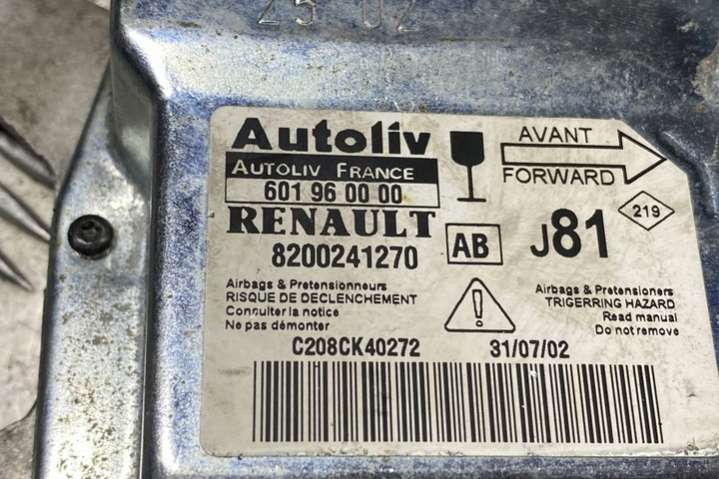 25 02
Autoliv
AUTOLIV FRANCE
601 96 00 00
RENAULT
8200241270
AB
AVANT
FORWARD
J81
219
Airbags & Pretensionneurs
RISQUE DE DECLENCHEMENT
Consulter la notice
Ne pas démonter
Airbags & Pretensioners
TRIGERRING HAZARD
Read manual
Do not remove
C208CK40272
31/07/02